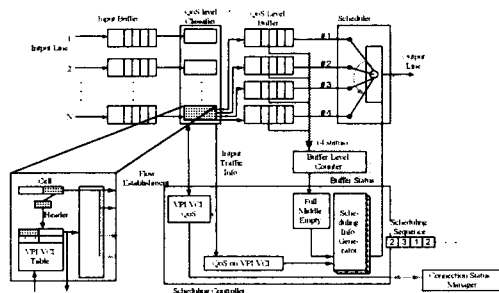 Input Buffer
QoS level Classifier
QoS level Buffer
Scheduler
Input Line
1
2
N
#1
#2
#3
#4
Output Line
Input Traffic Info
Buffer Level Counter
Buffer Status
Flow Establishment
Cell
Header
VPI VCI Table
VPI VCI QoS
QoS on VPI VCI
Full Middle Empty
Scheduling Info Generator
Scheduling Sequence
2 3 1 2
Connection Status Manager
Scheduling Controller